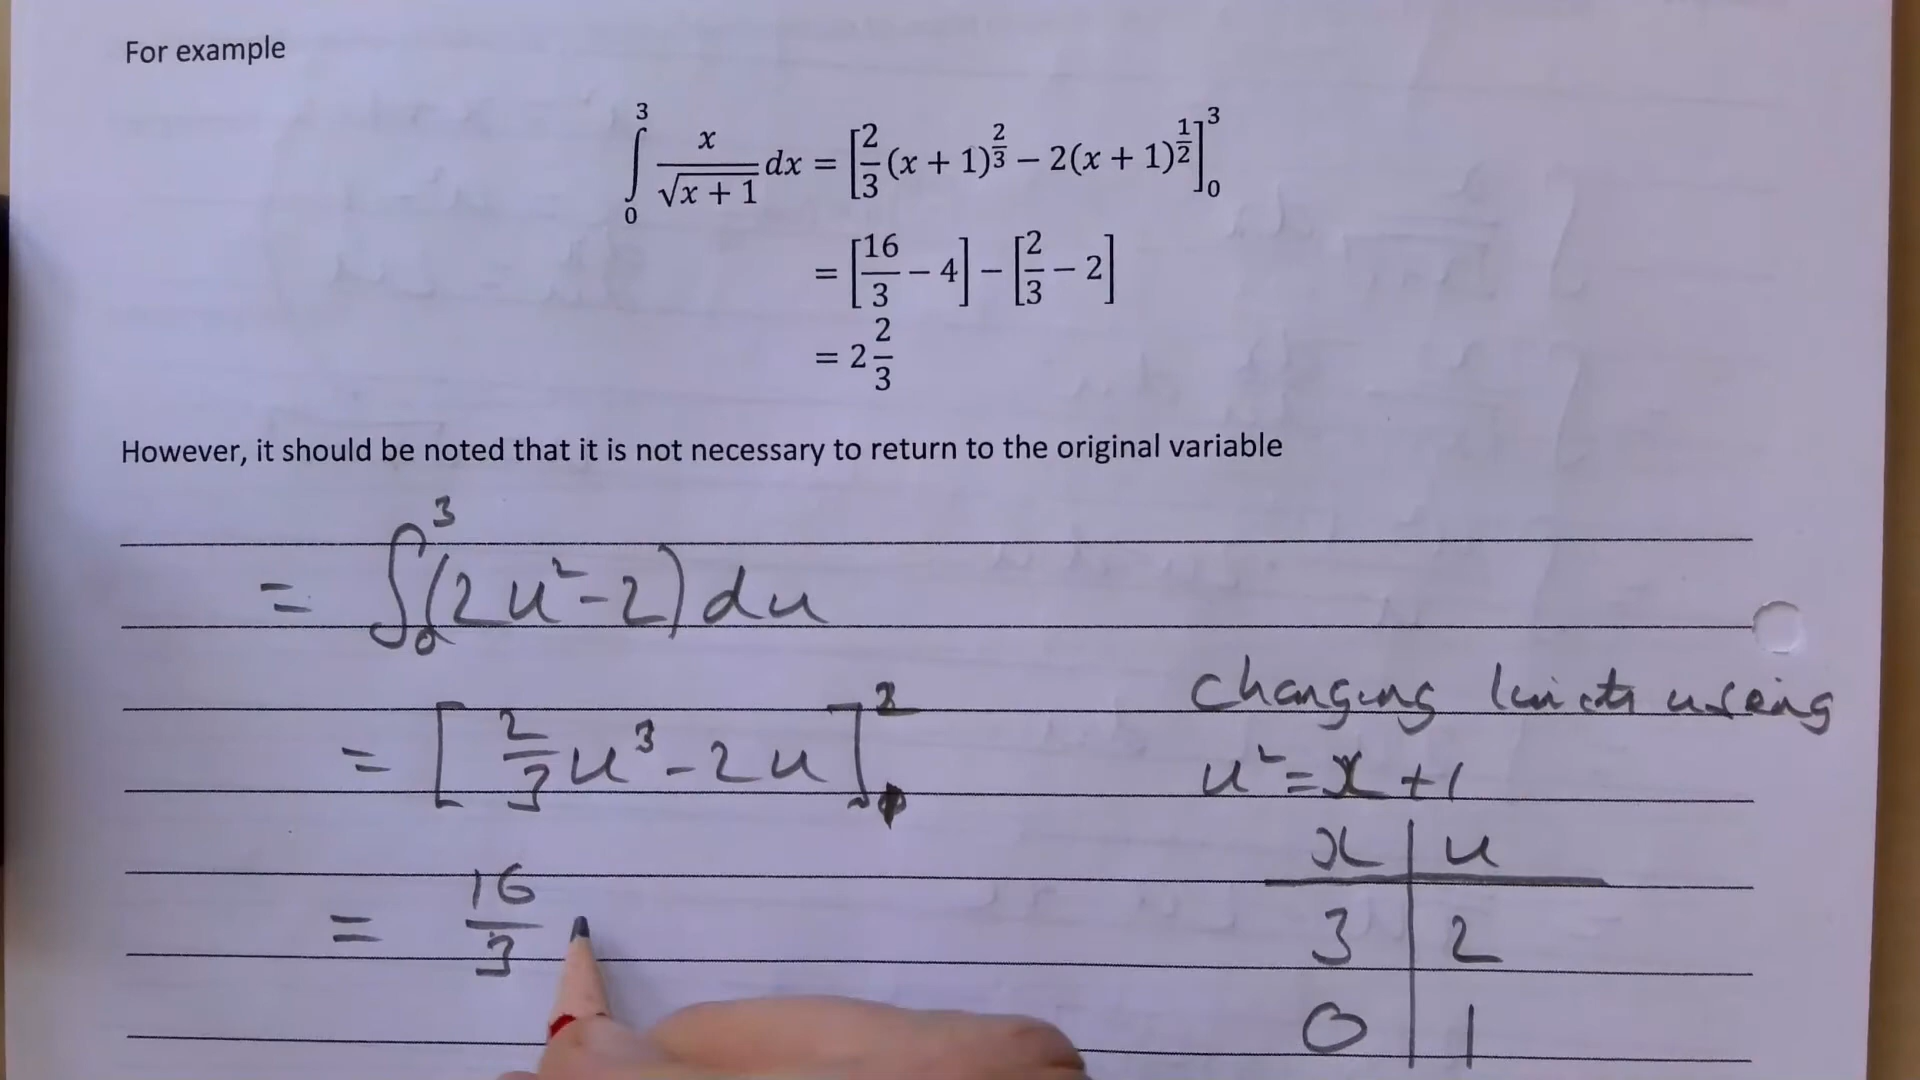 For example
∫₀³ x/√(x + 1) dx = [2/3 (x + 1)^(2/3) − 2(x + 1)^(1/2)]₀³
= [16/3 − 4] − [2/3 − 2]
= 2 2/3
However, it should be noted that it is not necessary to return to the original variable
= ∫₀³ (2u² − 2) du
changing limits using
= [2/3 u³ − 2u]₁²
u² = x + 1
x | u
= 16/3
3 | 2
0 | 1